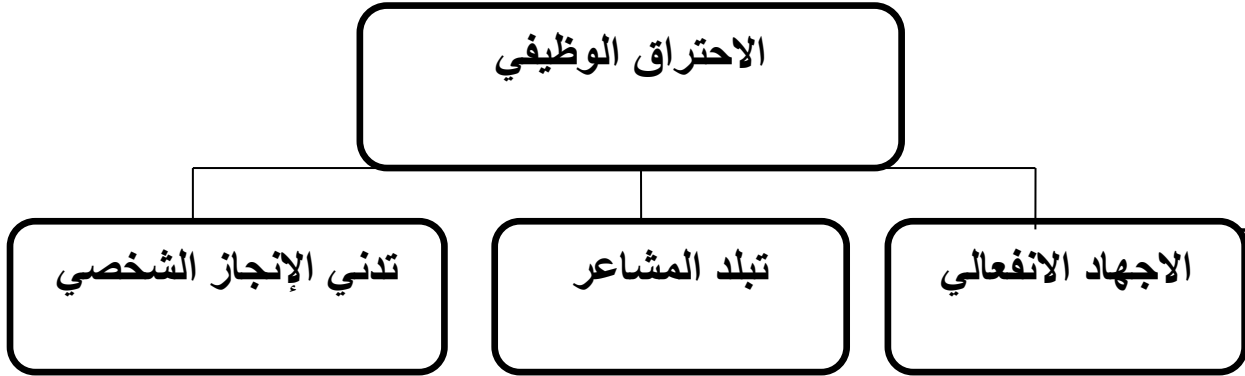 الاحتراق الوظيفي
الاجهاد الانفعالي
تبلد المشاعر
تدني الإنجاز الشخصي